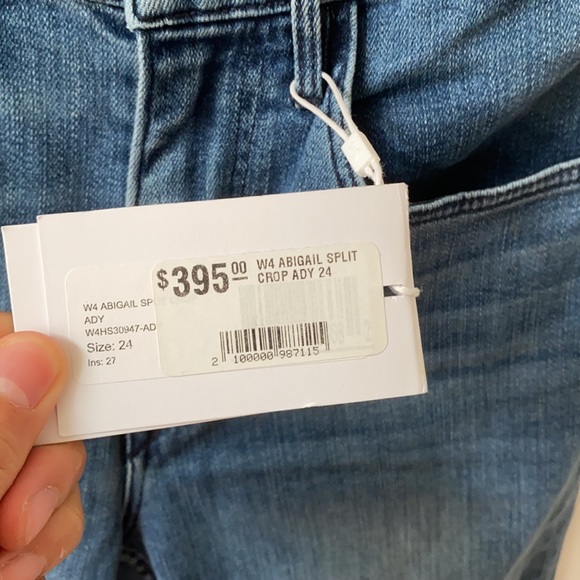 $395.00 W4 ABIGAIL SPLIT
CROP ADY 24
W4 ABIGAIL
ADY
W4HS30947-AD
Size: 24
Ins: 27
2 100000 987115